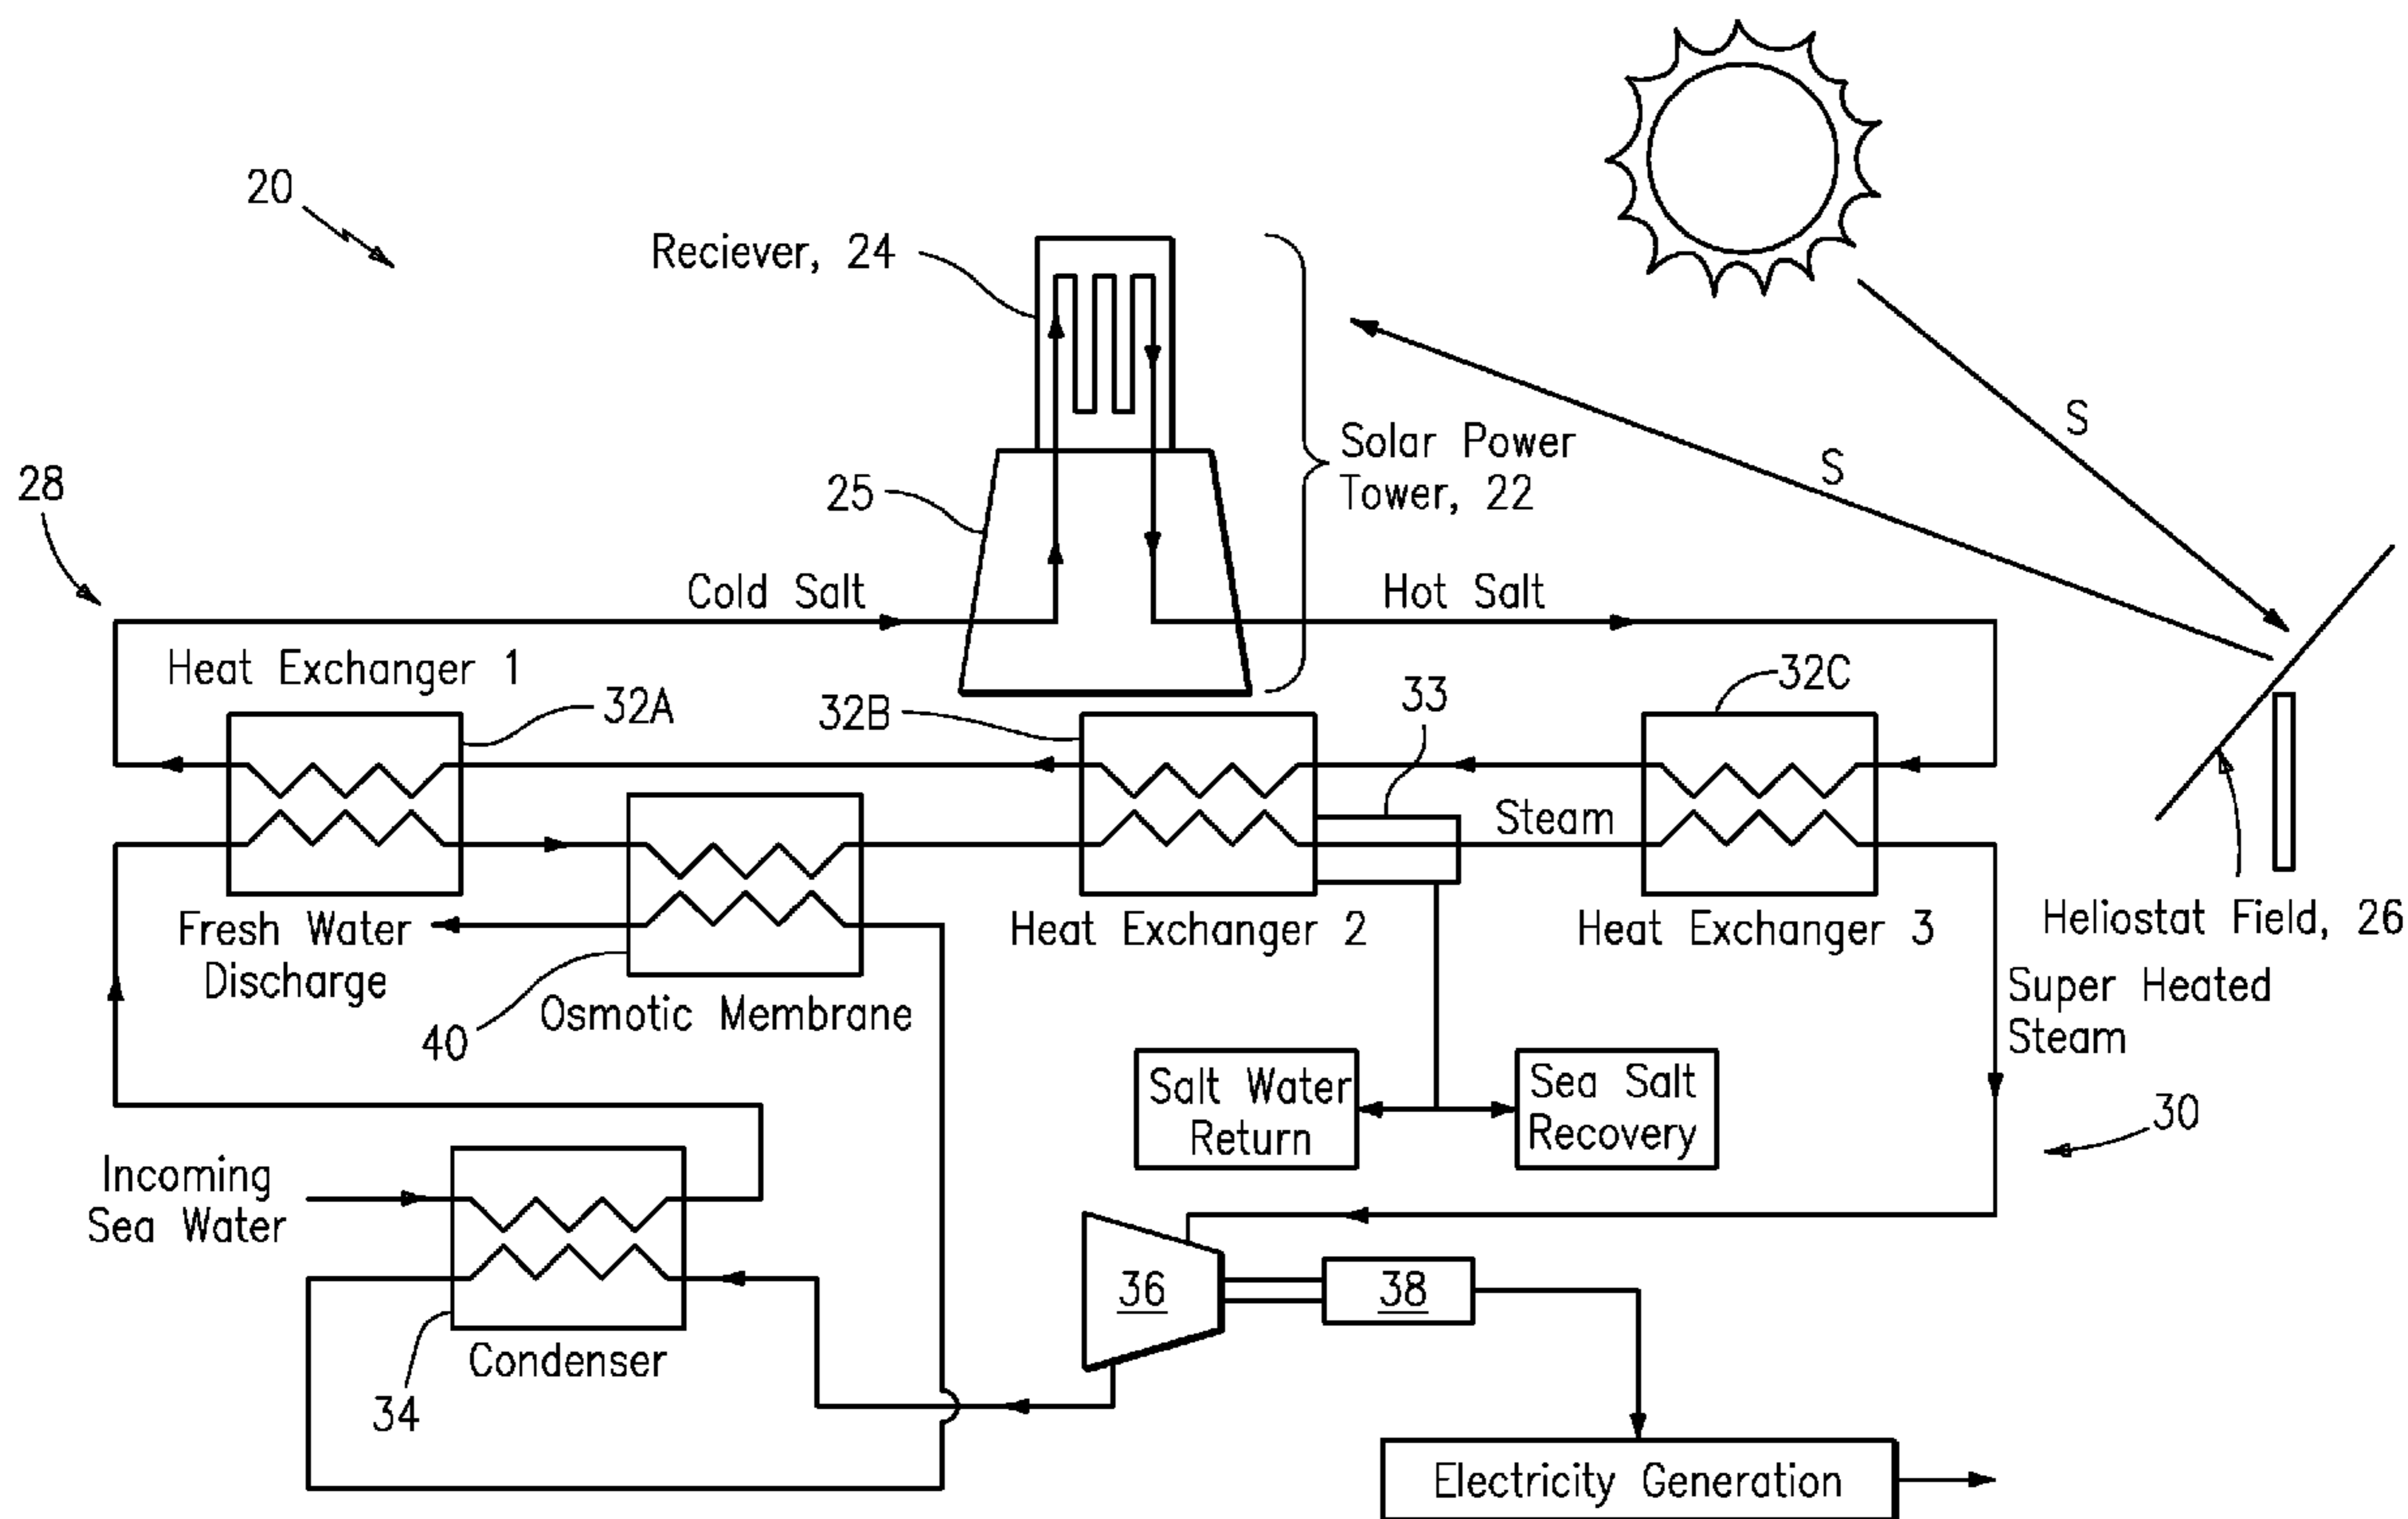 20
Reciever, 24
S
S
Solar Power
Tower, 22
25
28
Cold Salt
Hot Salt
Heat Exchanger 1
32A
32B
33
32C
Steam
Fresh Water
Discharge
Heat Exchanger 2
Heat Exchanger 3
Heliostat Field, 26
Super Heated
Steam
40
Osmotic Membrane
Salt Water
Return
Sea Salt
Recovery
30
Incoming
Sea Water
36
38
Condenser
34
Electricity Generation